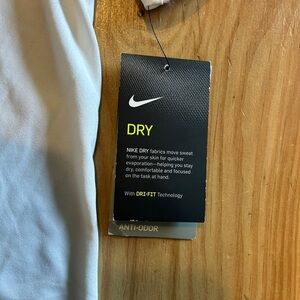 DRY
NIKE DRY fabrics move sweat
from your skin for quicker
evaporation—helping you stay
dry, comfortable and focused
on the task at hand.
With DRI-FIT Technology
ANTI-ODOR